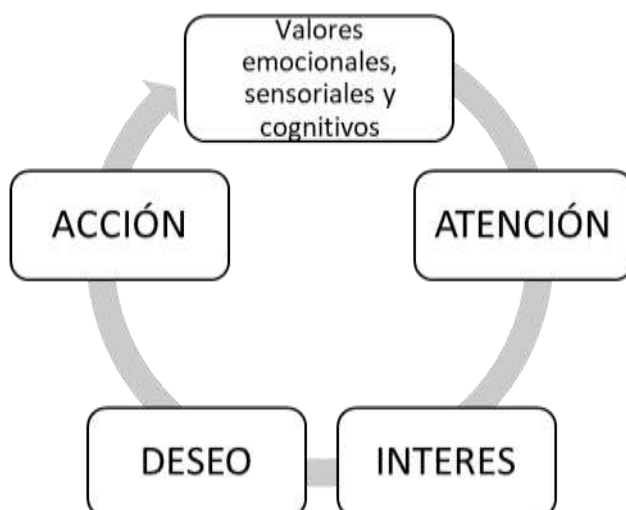 Valores
emocionales,
sensoriales y
cognitivos
ATENCIÓN
INTERES
DESEO
ACCIÓN